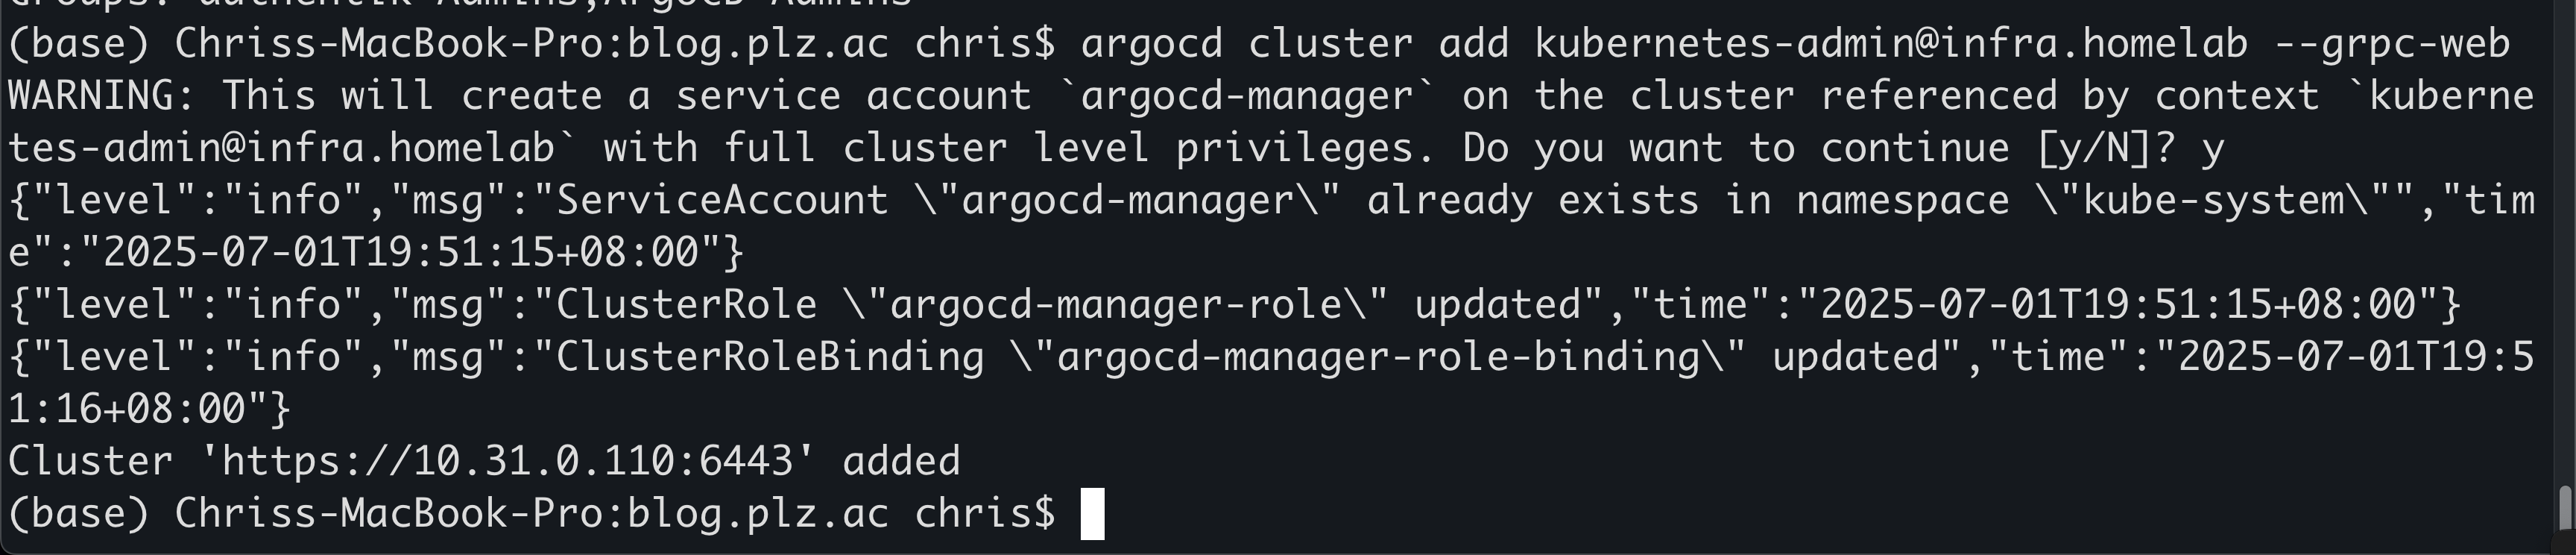 Groups: authentik Admins,ArgoCD Admins
(base) Chriss-MacBook-Pro:blog.plz.ac chris$ argocd cluster add kubernetes-admin@infra.homelab --grpc-web
WARNING: This will create a service account `argocd-manager` on the cluster referenced by context `kuberne
tes-admin@infra.homelab` with full cluster level privileges. Do you want to continue [y/N]? y
{"level":"info","msg":"ServiceAccount \"argocd-manager\" already exists in namespace \"kube-system\"","tim
e":"2025-07-01T19:51:15+08:00"}
{"level":"info","msg":"ClusterRole \"argocd-manager-role\" updated","time":"2025-07-01T19:51:15+08:00"}
{"level":"info","msg":"ClusterRoleBinding \"argocd-manager-role-binding\" updated","time":"2025-07-01T19:5
1:16+08:00"}
Cluster 'https://10.31.0.110:6443' added
(base) Chriss-MacBook-Pro:blog.plz.ac chris$